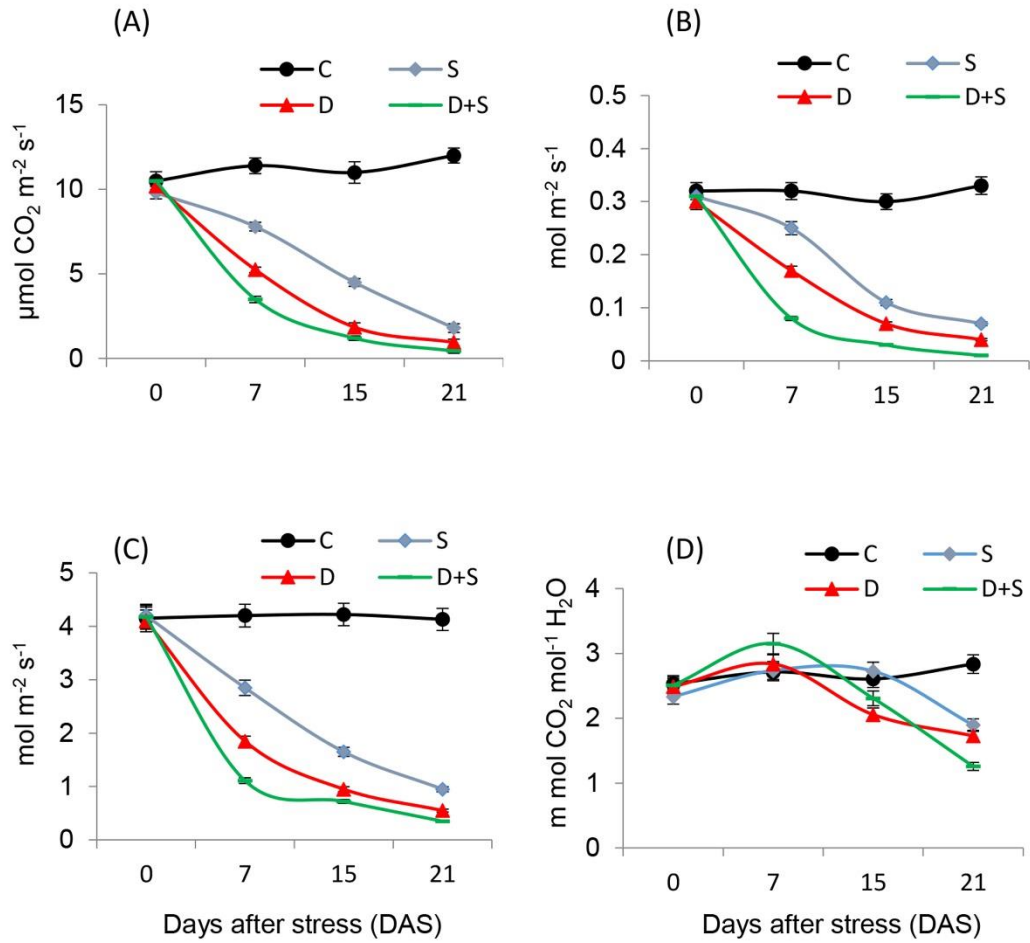 (A)
C S
D D+S
15
10
5
0
0 7 15 21
µmol CO₂ m⁻² s⁻¹
(B)
C S
D D+S
0.5
0.4
0.3
0.2
0.1
0
0 7 15 21
mol m⁻² s⁻¹
(C)
C S
D D+S
5
4
3
2
1
0
0 7 15 21
mol m⁻² s⁻¹
Days after stress (DAS)
(D)
C S
D D+S
4
3
2
1
0
0 7 15 21
m mol CO₂ mol⁻¹ H₂O
Days after stress (DAS)